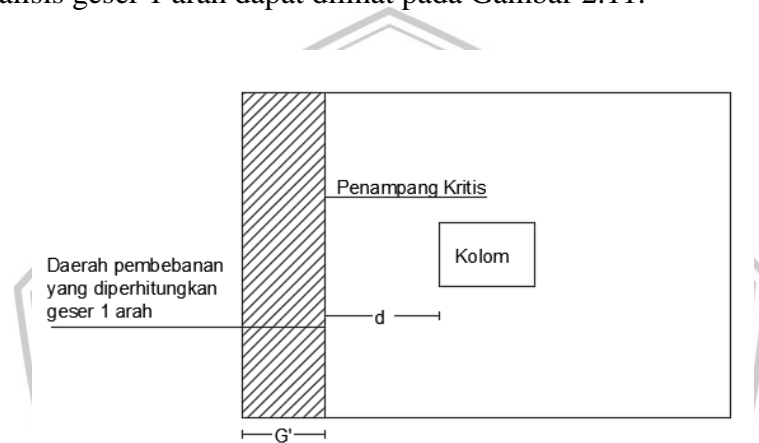 geser 1 arah dapat dilihat pada Gambar 2.11.
Penampang Kritis
Kolom
Daerah pembebanan
yang diperhitungkan
geser 1 arah
d
G'